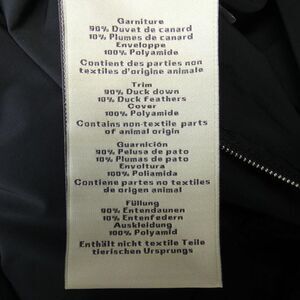 Garniture
90% Duvet de canard
10% Plumes de canard
Enveloppe
100% Polyamide
Contient des parties non
textiles d'origine animale
Trim
90% Duck down
10% Duck feathers
Cover
100% Polyamide
Contains non-textile parts
of animal origin
Guarnición
90% Pelusa de pato
10% Plumas de pato
Envoltura
100% Poliamida
Contiene partes no textiles
de origen animal
Füllung
90% Entendaunen
10% Entenfedern
Auskleidung
100% Polyamid
Enthält nicht textile Teile
tierischen Ursprungs